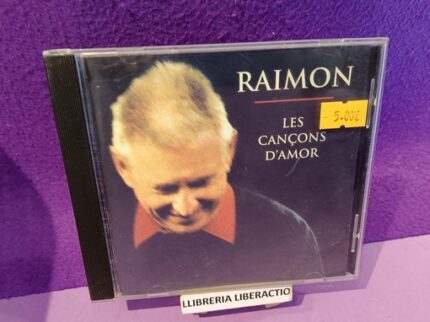 RAIMON
LES
CANÇONS
D'AMOR
5.00€
LLIBRERIA LIBERACTIO